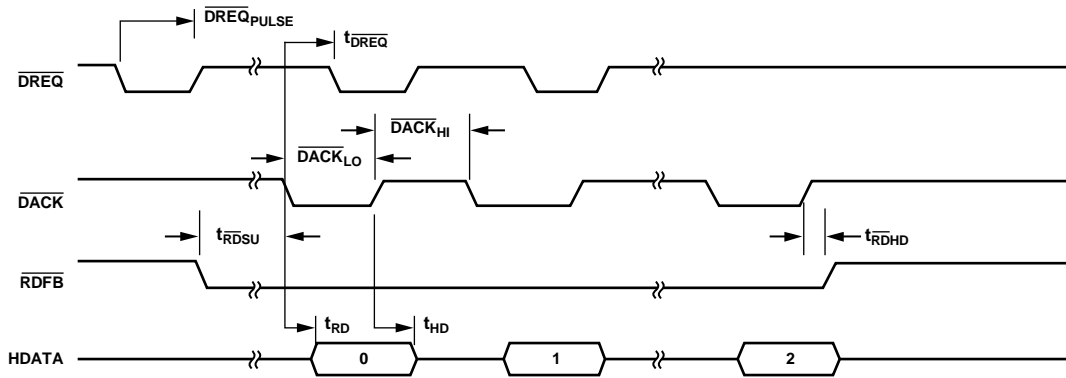 DREQPULSE
tDREQ
DREQ
DACKHI
DACKLO
DACK
tRDSU
tRDHD
RDFB
tRD
tHD
HDATA
0
1
2